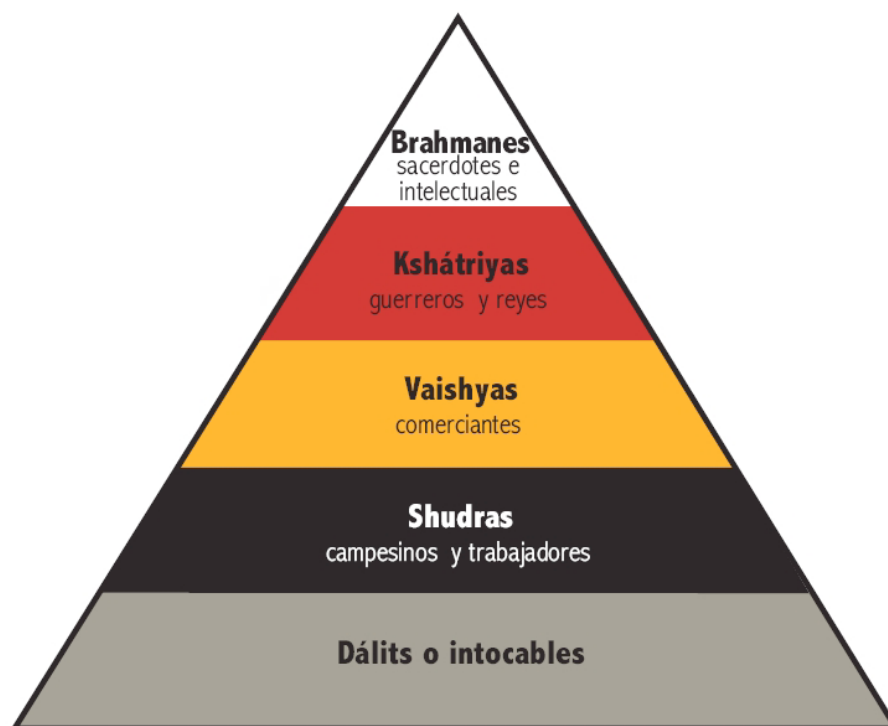 Brahmanes
sacerdotes e
intelectuales
Kshátriyas
guerreros y reyes
Vaishyas
comerciantes
Shudras
campesinos y trabajadores
Dálits o intocables